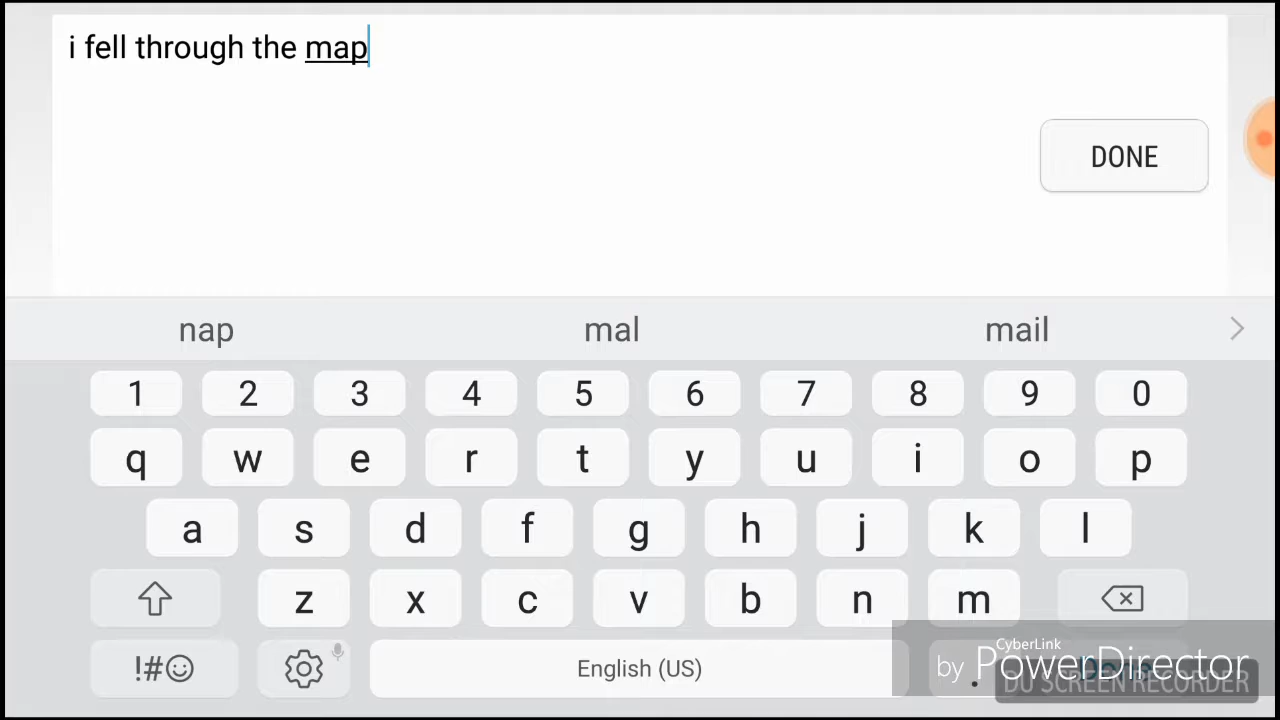 i fell through the map
DONE
nap mal mail
1 2 3 4 5 6 7 8 9 0
q w e r t y u i o p
a s d f g h j k l
z x c v b n m
!#☺ English (US) .
CyberLink
by PowerDirector
DU SCREEN RECORDER